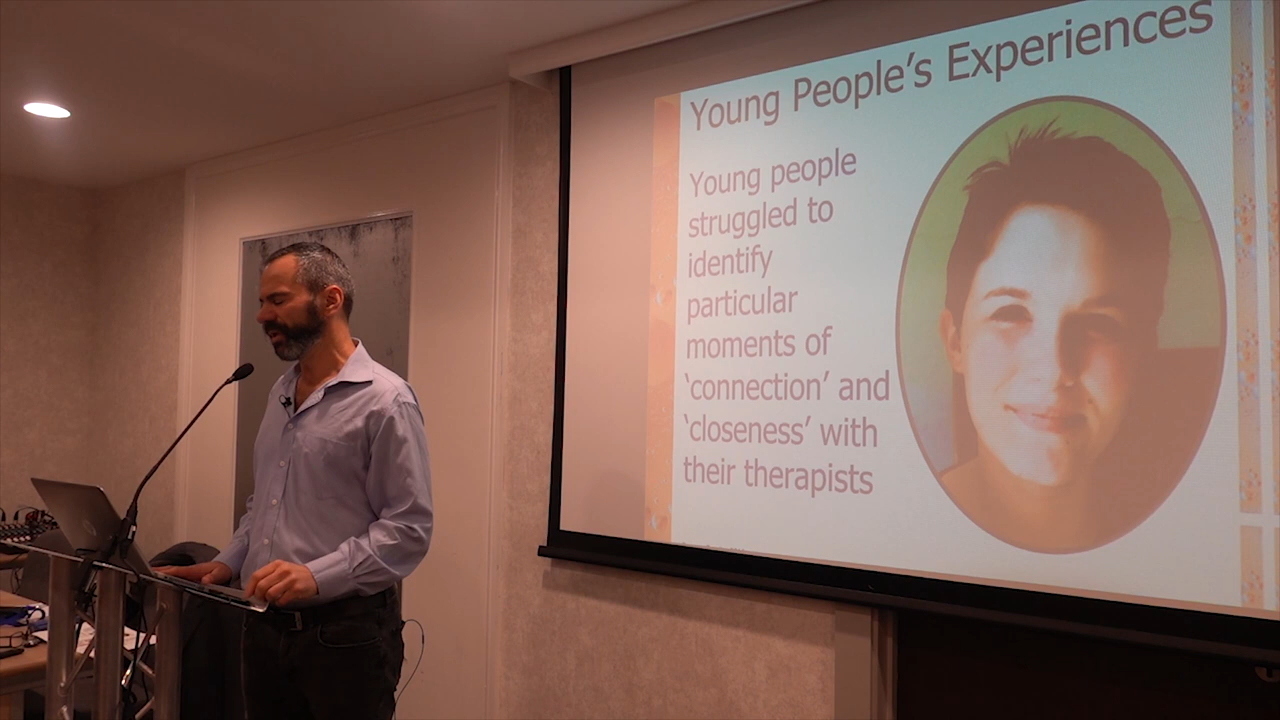 Young People's Experiences
Young people
struggled to
identify
particular
moments of
‘connection’ and
‘closeness’ with
their therapists